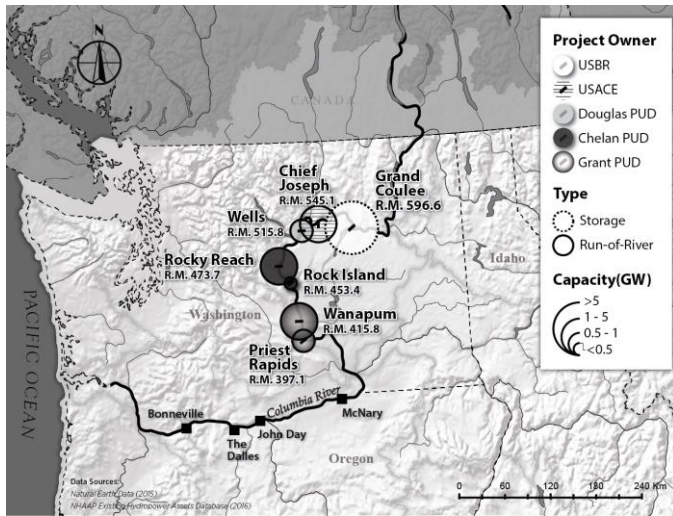 CANADA
Chief
Joseph
R.M. 545.1
Grand
Coulee
R.M. 596.6
Wells
R.M. 515.8
Rocky Reach
R.M. 473.7
Rock Island
R.M. 453.4
Idaho
Washington
Wanapum
R.M. 415.8
Priest
Rapids
R.M. 397.1
PACIFIC OCEAN
Columbia River
McNary
Bonneville
The
Dalles
John Day
Oregon
Data Sources:
Natural Earth Data (2015)
NHAAP Existing Hydropower Assets Database (2016)
0 60 120 180 240 Km
Project Owner
USBR
USACE
Douglas PUD
Chelan PUD
Grant PUD
Type
Storage
Run-of-River
Capacity(GW)
>5
1 - 5
0.5 - 1
<0.5
N